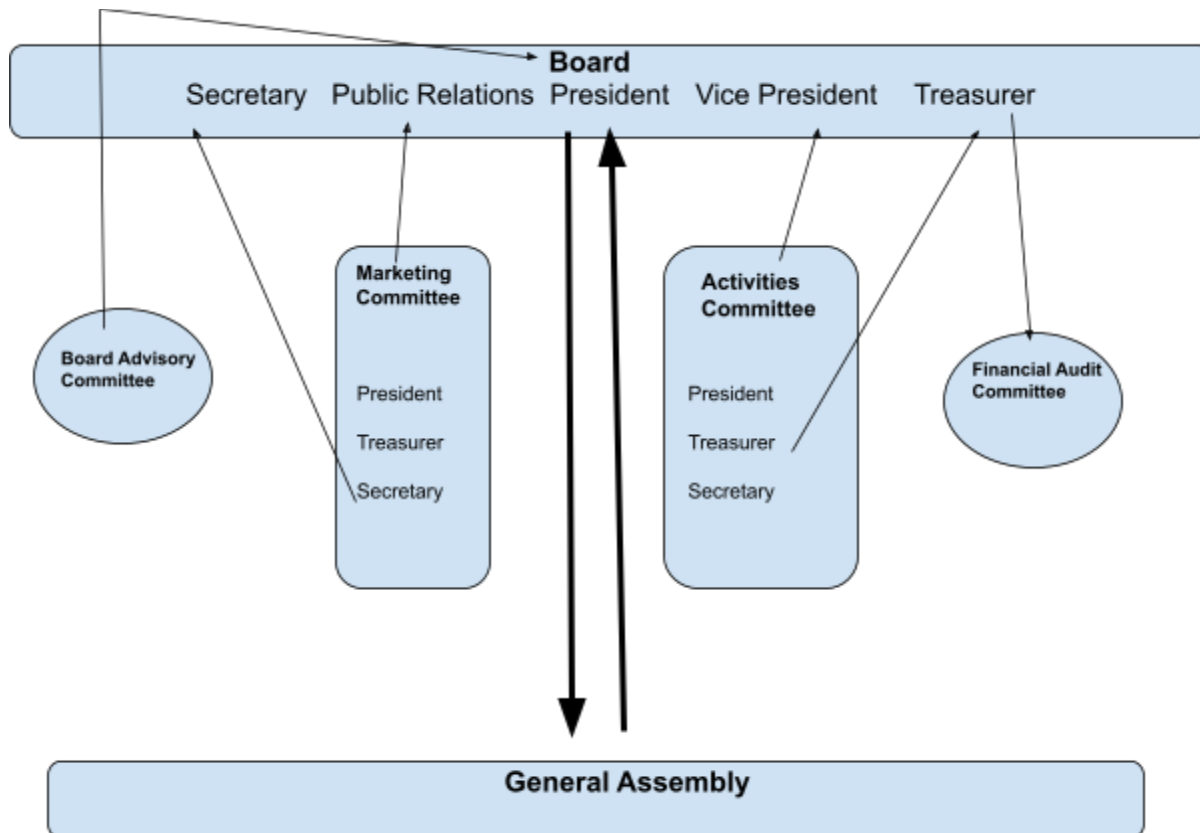 Board
Secretary Public Relations President Vice President Treasurer
Marketing
Committee
President
Treasurer
Secretary
Activities
Committee
President
Treasurer
Secretary
Board Advisory
Committee
Financial Audit
Committee
General Assembly